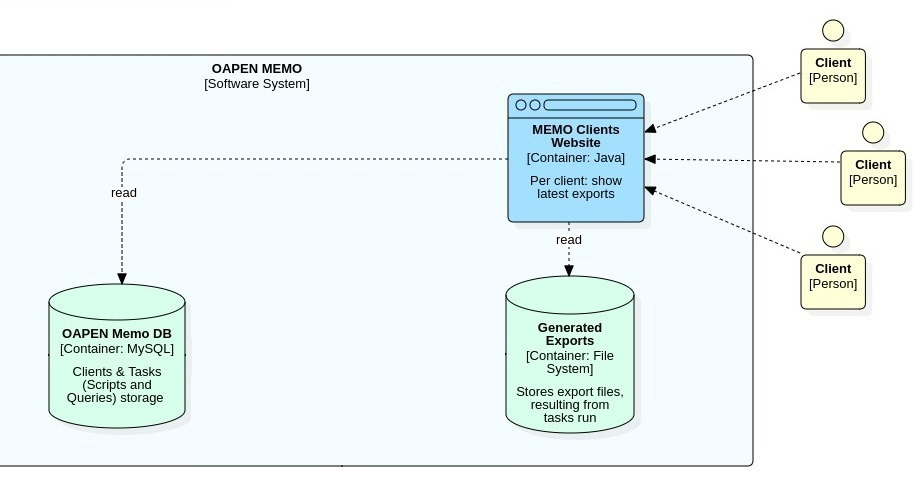 OAPEN MEMO
[Software System]
MEMO Clients
Website
[Container: Java]
Per client: show
latest exports
Client
[Person]
Client
[Person]
Client
[Person]
read
read
OAPEN Memo DB
[Container: MySQL]
Clients & Tasks
(Scripts and
Queries) storage
Generated
Exports
[Container: File
System]
Stores export files,
resulting from
tasks run